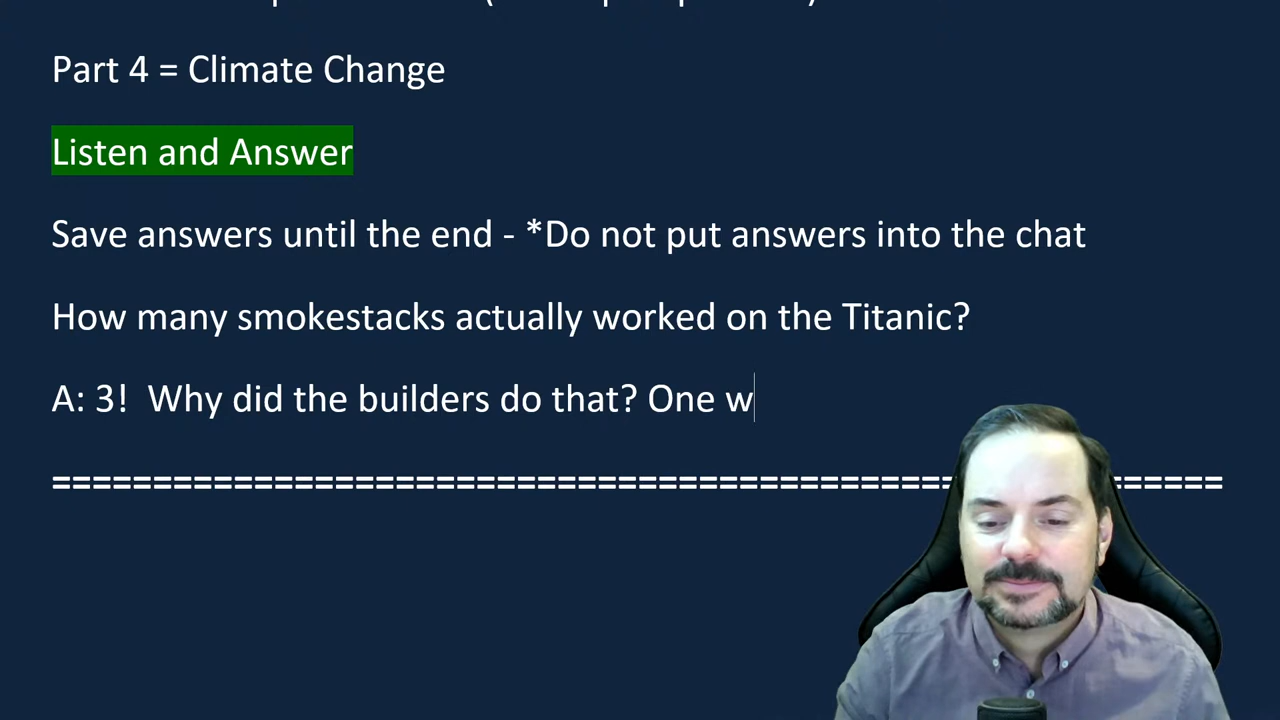 Part 4 = Climate Change
Listen and Answer
Save answers until the end - *Do not put answers into the chat
How many smokestacks actually worked on the Titanic?
A: 3!  Why did the builders do that? One w